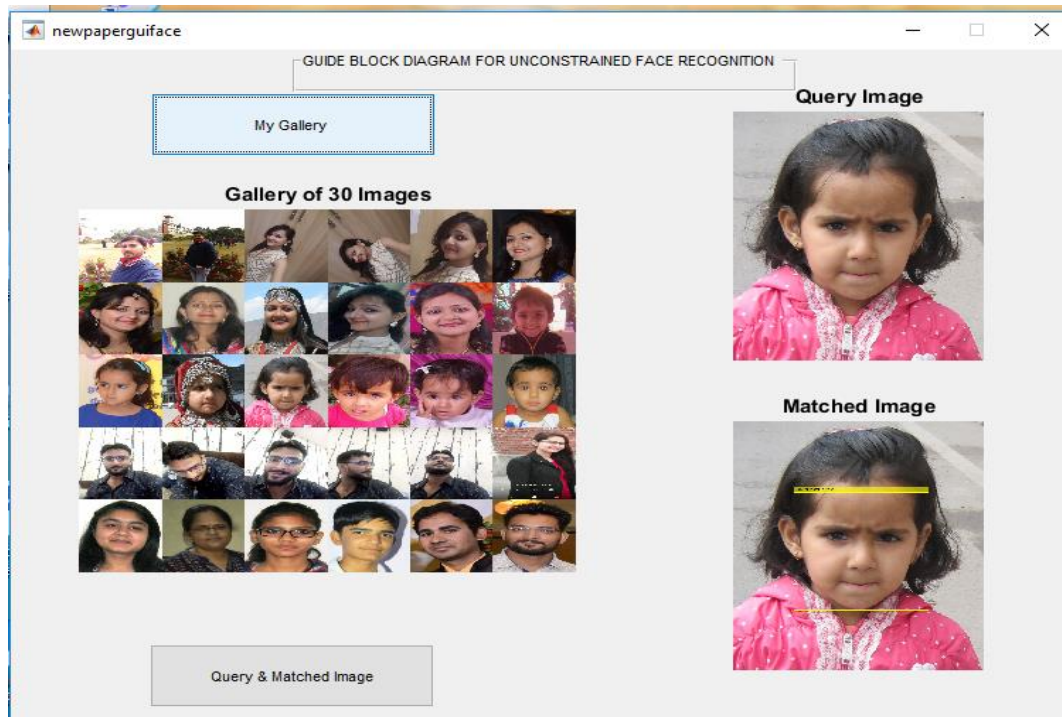 newpaperguiface
GUIDE BLOCK DIAGRAM FOR UNCONSTRAINED FACE RECOGNITION
My Gallery
Query Image
Gallery of 30 Images
Matched Image
Query & Matched Image